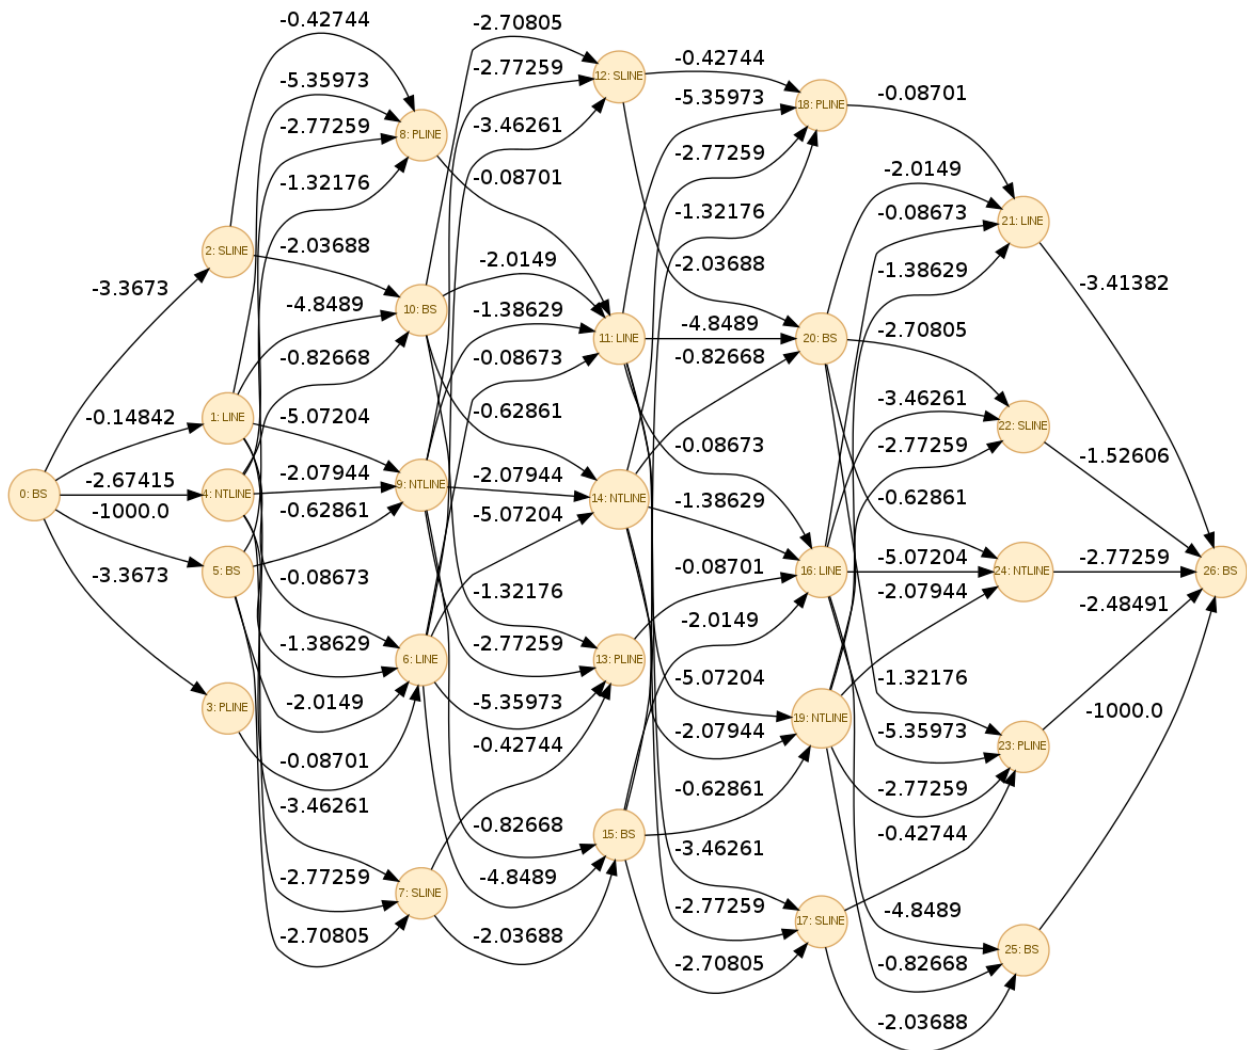 -0.42744
-2.70805
-0.42744
-5.35973
-2.77259
12: SLINE
-5.35973
18: PLINE
-0.08701
-2.77259
8: PLINE
-3.46261
-2.77259
-1.32176
-0.08701
-2.0149
-1.32176
-0.08673
21: LINE
2: SLINE
-2.03688
-2.0149
-2.03688
-1.38629
-3.3673
-4.8489
10: BS
-1.38629
-4.8489
-2.70805
-3.41382
-0.82668
-0.08673
11: LINE
-0.82668
20: BS
-0.14842
1: LINE
-5.07204
-0.62861
-0.08673
-3.46261
22: SLINE
-2.77259
-1.52606
-2.67415
-2.07944
-2.07944
-1.38629
-0.62861
0: BS
4: NTLINE
9: NTLINE
14: NTLINE
-1000.0
-0.62861
-5.07204
-5.07204
-2.77259
-3.3673
5: BS
-0.08673
-1.32176
-0.08701
16: LINE
-2.07944
24: NTLINE
26: BS
-2.48491
-1.38629
-2.77259
-2.0149
6: LINE
13: PLINE
-5.07204
-1.32176
3: PLINE
-2.0149
-5.35973
-2.07944
19: NTLINE
-5.35973
23: PLINE
-1000.0
-0.08701
-0.42744
-0.62861
-2.77259
-3.46261
-0.82668
15: BS
-3.46261
-0.42744
-2.77259
7: SLINE
-4.8489
-2.77259
17: SLINE
-4.8489
-2.70805
-2.03688
-2.70805
-0.82668
25: BS
-2.03688